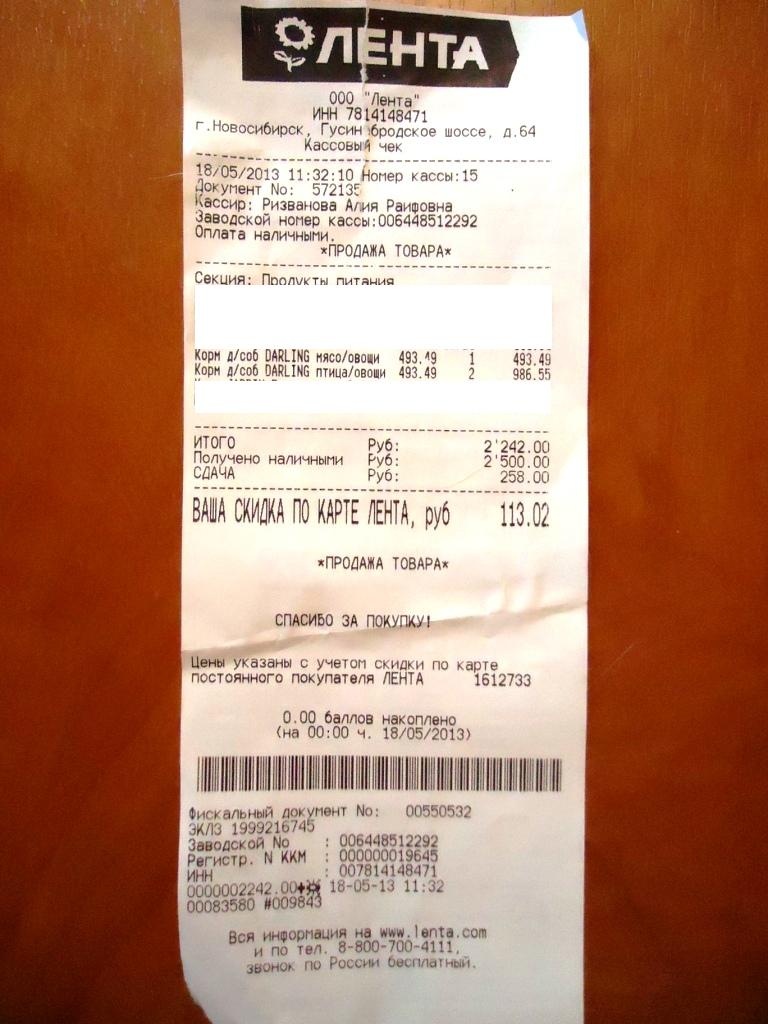 ЛЕНТА
ООО "Лента"
ИНН 7814148471
г.Новосибирск, Гусинобродское шоссе, д.64
Кассовый чек
18/05/2013 11:32:10 Номер кассы:15
Документ No: 572135
Кассир: Ризванова Алия Раифовна
Заводской номер кассы:006448512292
Оплата наличными.
*ПРОДАЖА ТОВАРА*
Секция: Продукты питания
Корм д/соб DARLING мясо/овощи 493.49 1 493.49
Корм д/соб DARLING птица/овощи 493.49 2 986.55
ИТОГО Руб: 2'242.00
Получено наличными Руб: 2'500.00
СДАЧА Руб: 258.00
ВАША СКИДКА ПО КАРТЕ ЛЕНТА, руб 113.02
*ПРОДАЖА ТОВАРА*
СПАСИБО ЗА ПОКУПКУ!
Цены указаны с учетом скидки по карте
постоянного покупателя ЛЕНТА 1612733
0.00 баллов накоплено
(на 00:00 ч. 18/05/2013)
Фискальный документ No: 00550532
ЭКЛЗ 1999216745
Заводской No : 006448512292
Регистр. N ККМ : 000000019645
ИНН : 007814148471
0000002242.00 18-05-13 11:32
00083580 #009843
Вся информация на www.lenta.com
и по тел. 8-800-700-4111,
звонок по России бесплатный.